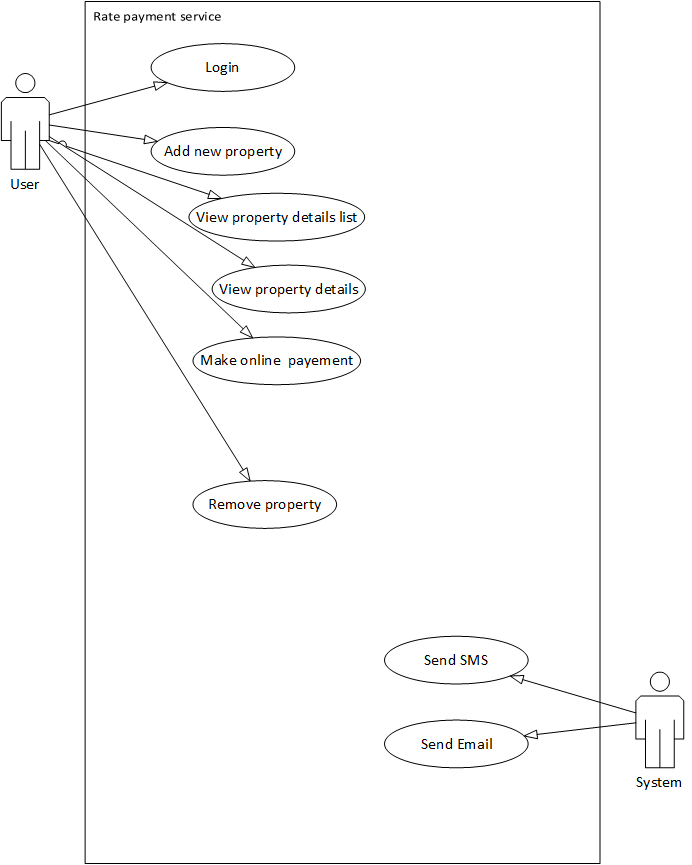 Rate payment service
Login
Add new property
User
View property details list
View property details
Make online payement
Remove property
Send SMS
Send Email
System